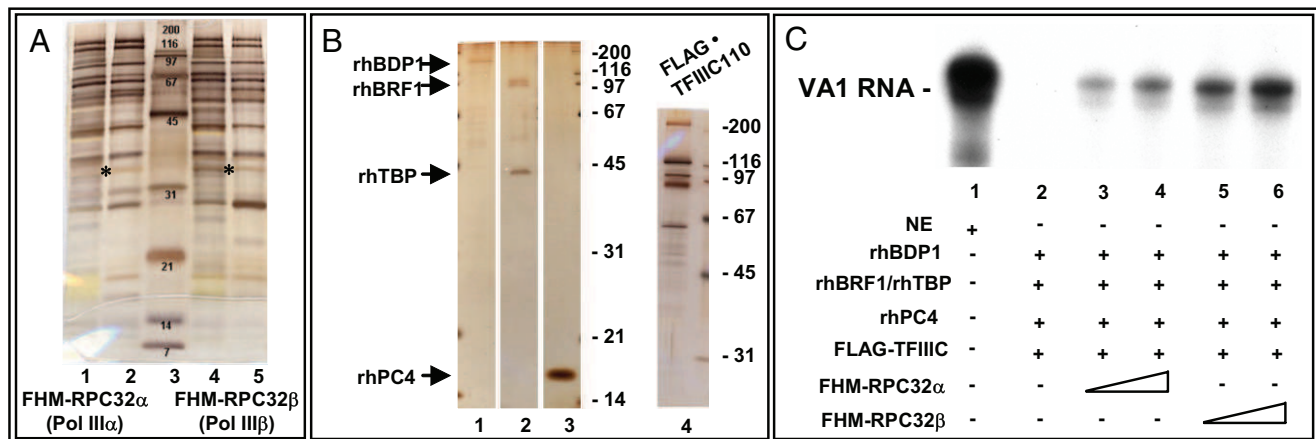 A
200
116
97
67
45
31
21
14
7
*
*
1 2 3 4 5
FHM-RPC32α FHM-RPC32β
(Pol IIIα) (Pol IIIβ)
B
rhBDP1
rhBRF1
rhTBP
rhPC4
-200
-116
- 97
- 67
- 45
- 31
- 21
- 14
1 2 3
FLAG •
TFIIIC110
-200
-116
- 97
- 67
- 45
- 31
4
C
VA1 RNA -
1 2 3 4 5 6
NE + - - - - -
rhBDP1 - + + + + +
rhBRF1/rhTBP - + + + + +
rhPC4 - + + + + +
FLAG-TFIIIC - + + + + +
FHM-RPC32α - - - -
FHM-RPC32β - - - -